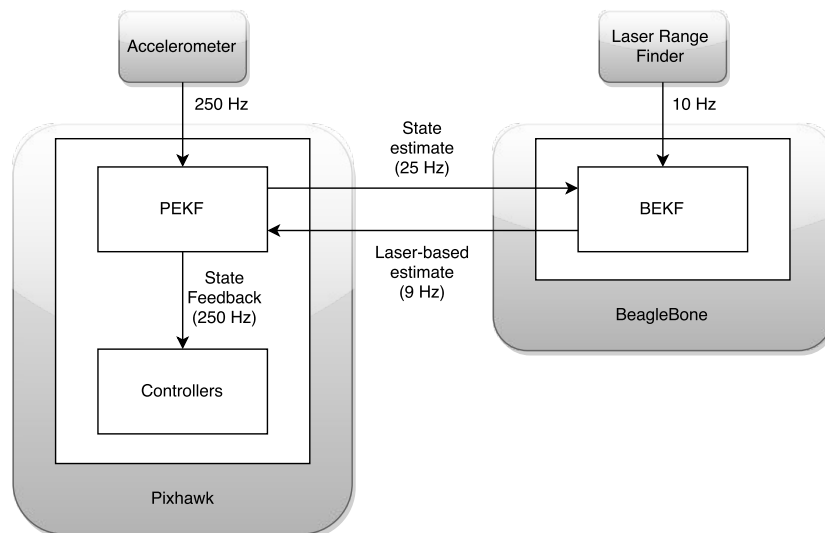 Accelerometer
Laser Range
Finder
250 Hz
10 Hz
State
estimate
(25 Hz)
PEKF
BEKF
Laser-based
estimate
(9 Hz)
State
Feedback
(250 Hz)
BeagleBone
Controllers
Pixhawk